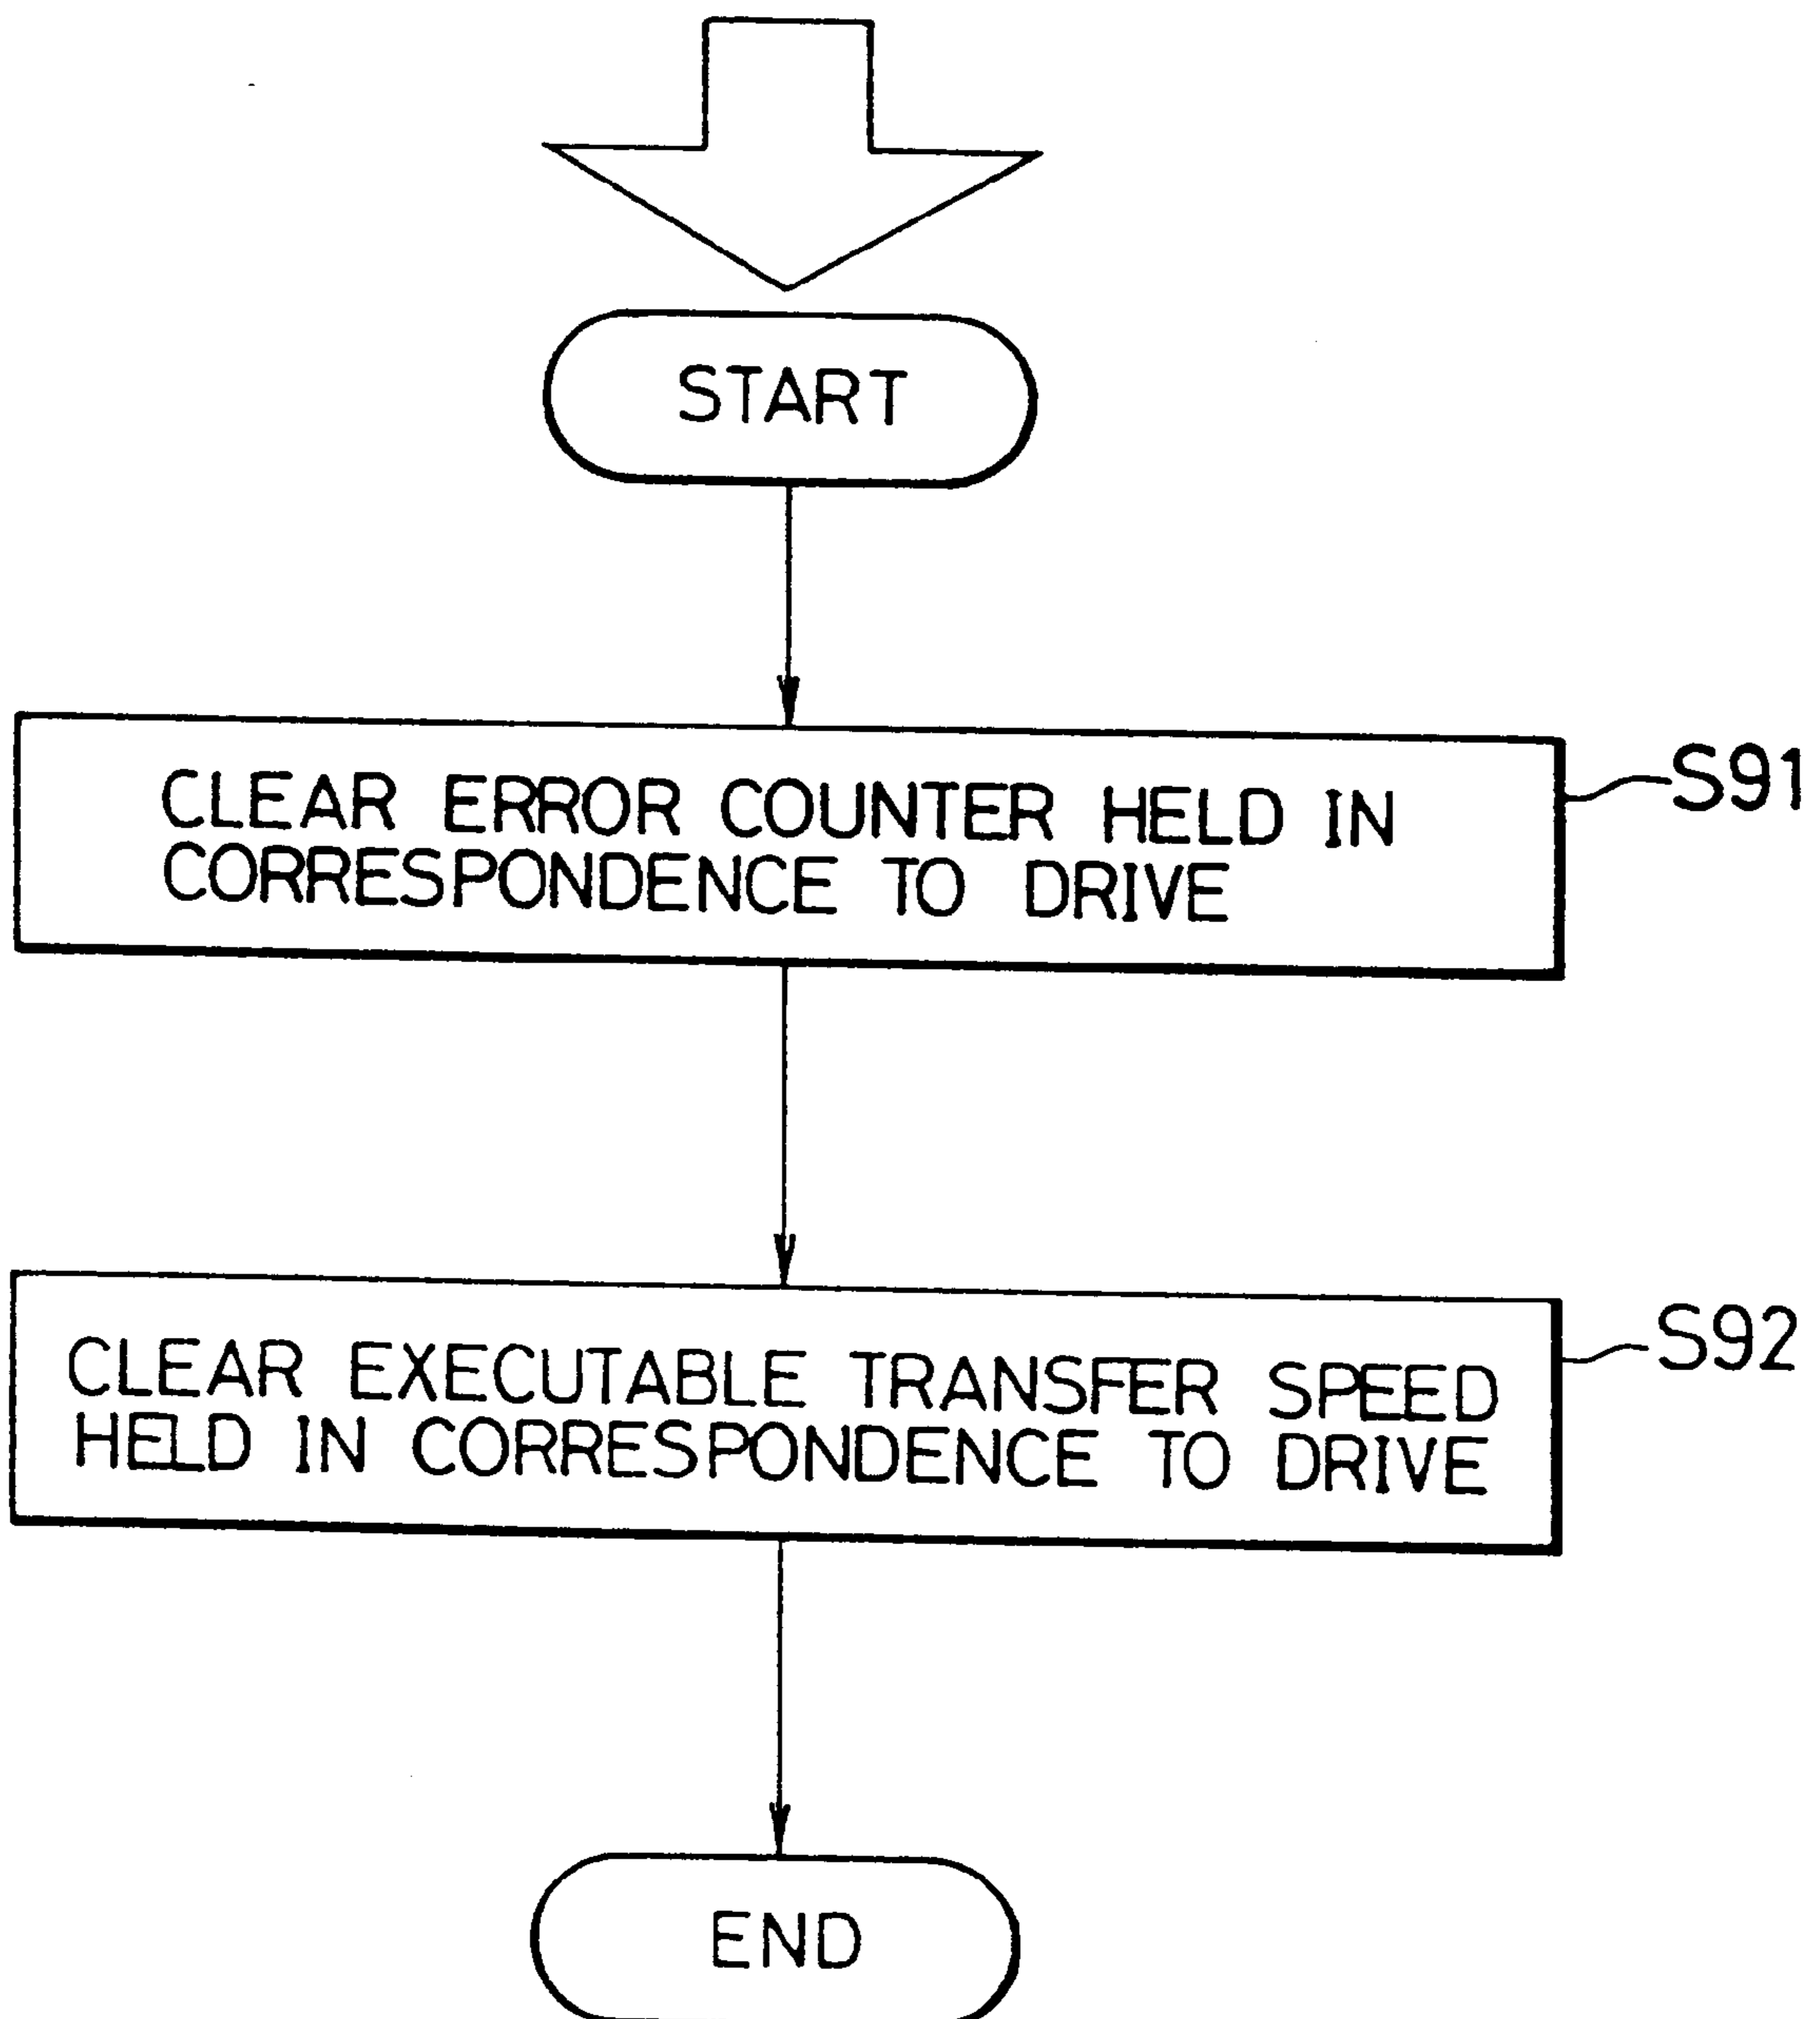 START
CLEAR ERROR COUNTER HELD IN
CORRESPONDENCE TO DRIVE
S91
CLEAR EXECUTABLE TRANSFER SPEED
HELD IN CORRESPONDENCE TO DRIVE
S92
END